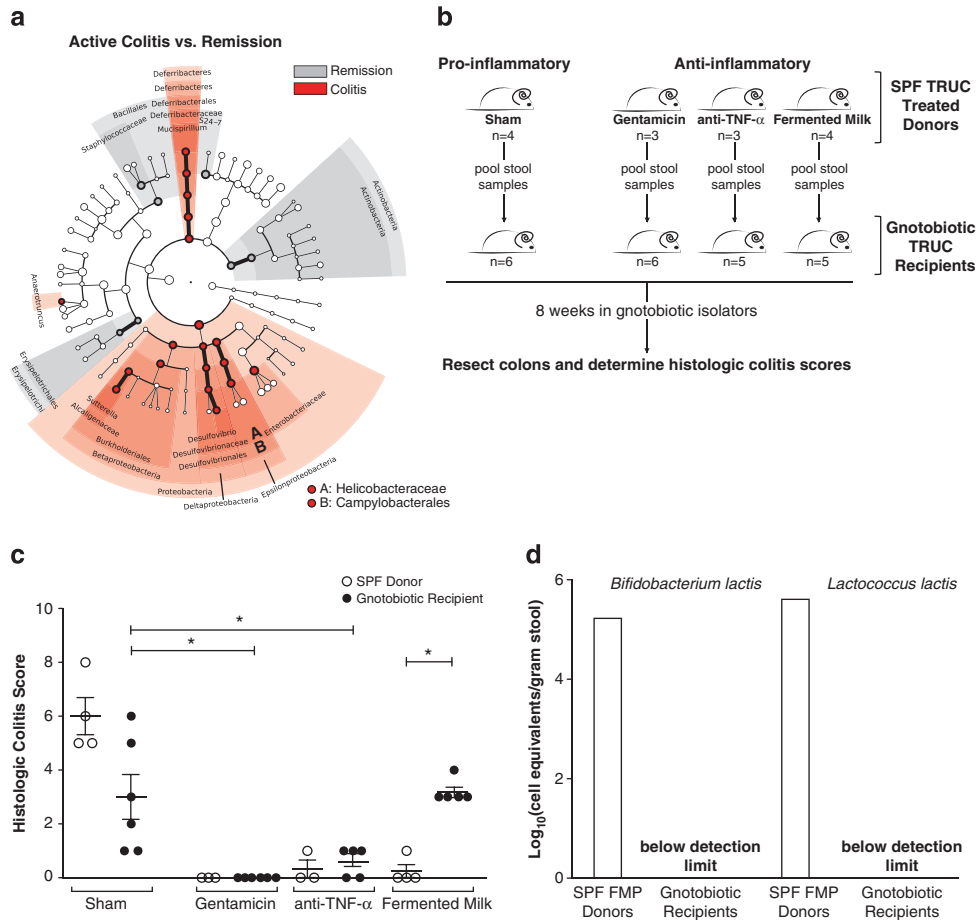 a
Active Colitis vs. Remission
Remission
Colitis
Deferribacteres
Deferribacteres
Deferribacterales
Deferribacteraceae
Mucispirillum
S24-7
Bacillales
Staphylococcaceae
Actinobacteria
Actinobacteria
Anaerotruncus
Erysipelotrichales
Erysipelotrichi
Sutterella
Alcaligenaceae
Burkholderiales
Betaproteobacteria
Proteobacteria
Desulfovibrio
Desulfovibrionaceae
Desulfovibrionales
Deltaproteobacteria
A
B
Enterobacteriaceae
Epsilonproteobacteria
A: Helicobacteraceae
B: Campylobacterales
b
Pro-inflammatory
Anti-inflammatory
Sham
n=4
Gentamicin
n=3
anti-TNF-α
n=3
Fermented Milk
n=4
SPF TRUC
Treated
Donors
pool stool
samples
pool stool
samples
pool stool
samples
pool stool
samples
n=6
n=6
n=5
n=5
Gnotobiotic
TRUC
Recipients
8 weeks in gnotobiotic isolators
Resect colons and determine histologic colitis scores
c
SPF Donor
Gnotobiotic Recipient
Histologic Colitis Score
10
8
6
4
2
0
*
*
*
Sham
Gentamicin
anti-TNF-α
Fermented Milk
d
Log10(cell equivalents/gram stool)
6
4
2
0
Bifidobacterium lactis
Lactococcus lactis
below detection
limit
below detection
limit
SPF FMP
Donors
Gnotobiotic
Recipients
SPF FMP
Donors
Gnotobiotic
Recipients